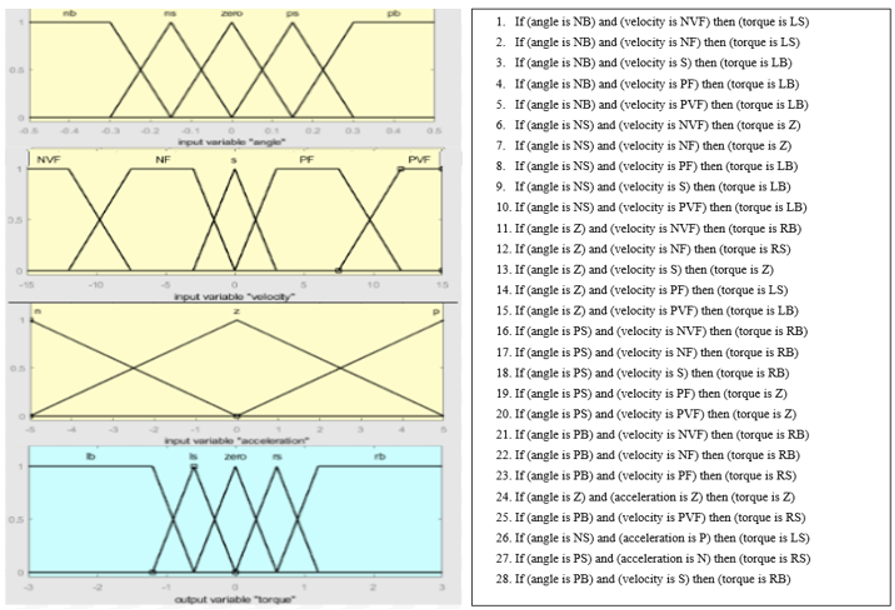 nb ns zero ps pb
1
0.5
0
-0.5 -0.4 -0.3 -0.2 -0.1 0 0.1 0.2 0.3 0.4 0.5
input variable "angle"
NVF NF s PF PVF
1
0.5
0
-15 -10 -5 0 5 10 15
input variable "velocity"
n z p
1
0.5
0
-5 -4 -3 -2 -1 0 1 2 3 4 5
input variable "acceleration"
lb ls zero rs rb
1
0.5
0
-3 -2 -1 0 1 2 3
output variable "torque"
1. If (angle is NB) and (velocity is NVF) then (torque is LS)
2. If (angle is NB) and (velocity is NF) then (torque is LS)
3. If (angle is NB) and (velocity is S) then (torque is LB)
4. If (angle is NB) and (velocity is PF) then (torque is LB)
5. If (angle is NB) and (velocity is PVF) then (torque is LB)
6. If (angle is NS) and (velocity is NVF) then (torque is Z)
7. If (angle is NS) and (velocity is NF) then (torque is Z)
8. If (angle is NS) and (velocity is PF) then (torque is LB)
9. If (angle is NS) and (velocity is S) then (torque is LB)
10. If (angle is NS) and (velocity is PVF) then (torque is LB)
11. If (angle is Z) and (velocity is NVF) then (torque is RB)
12. If (angle is Z) and (velocity is NF) then (torque is RS)
13. If (angle is Z) and (velocity is S) then (torque is Z)
14. If (angle is Z) and (velocity is PF) then (torque is LS)
15. If (angle is Z) and (velocity is PVF) then (torque is LB)
16. If (angle is PS) and (velocity is NVF) then (torque is RB)
17. If (angle is PS) and (velocity is NF) then (torque is RB)
18. If (angle is PS) and (velocity is S) then (torque is RB)
19. If (angle is PS) and (velocity is PF) then (torque is Z)
20. If (angle is PS) and (velocity is PVF) then (torque is Z)
21. If (angle is PB) and (velocity is NVF) then (torque is RB)
22. If (angle is PB) and (velocity is NF) then (torque is RB)
23. If (angle is PB) and (velocity is PF) then (torque is RS)
24. If (angle is Z) and (acceleration is Z) then (torque is Z)
25. If (angle is PB) and (velocity is PVF) then (torque is RS)
26. If (angle is NS) and (acceleration is P) then (torque is LS)
27. If (angle is PS) and (acceleration is N) then (torque is RS)
28. If (angle is PB) and (velocity is S) then (torque is RB)